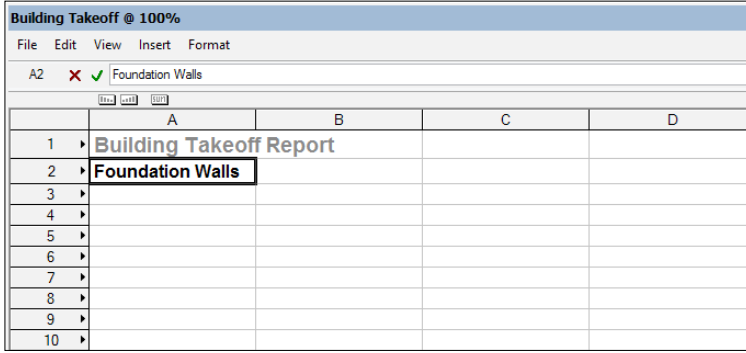 Building Takeoff @ 100%
File Edit View Insert Format
A2 Foundation Walls
SUM
A B C D
1 Building Takeoff Report
2 Foundation Walls
3
4
5
6
7
8
9
10